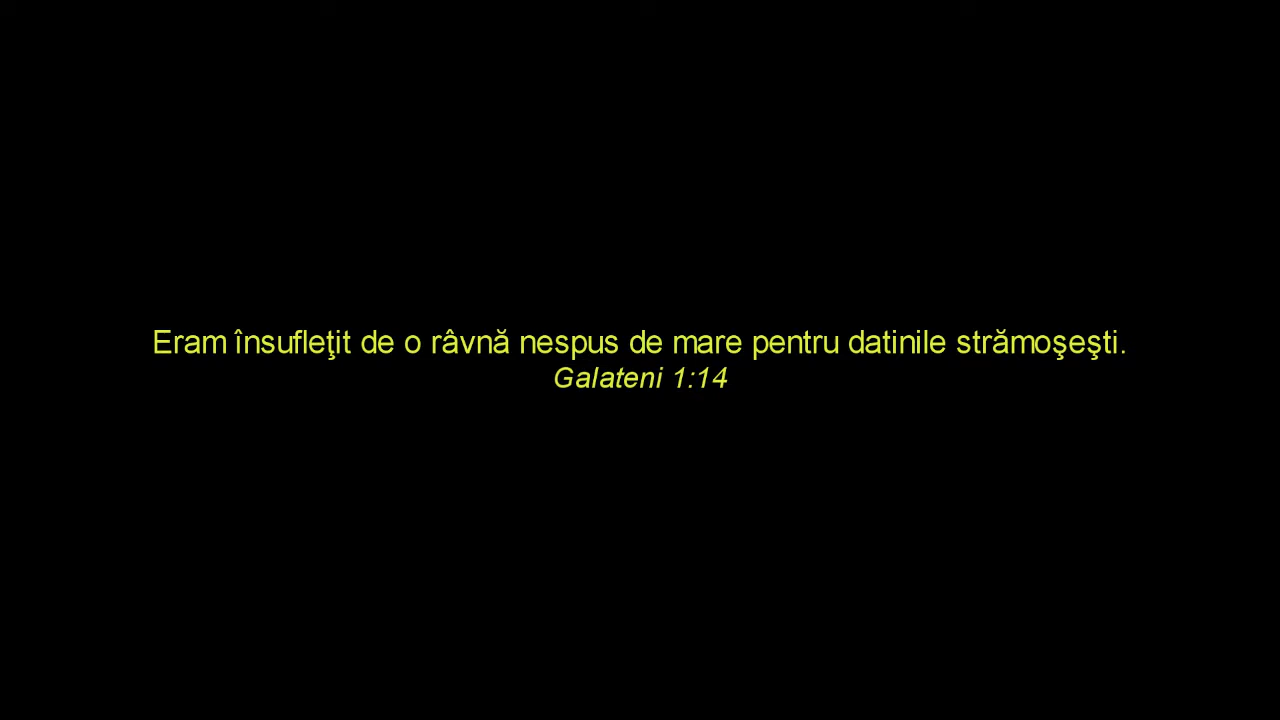 Eram însufleţit de o râvnă nespus de mare pentru datinile strămoşeşti.
Galateni 1:14